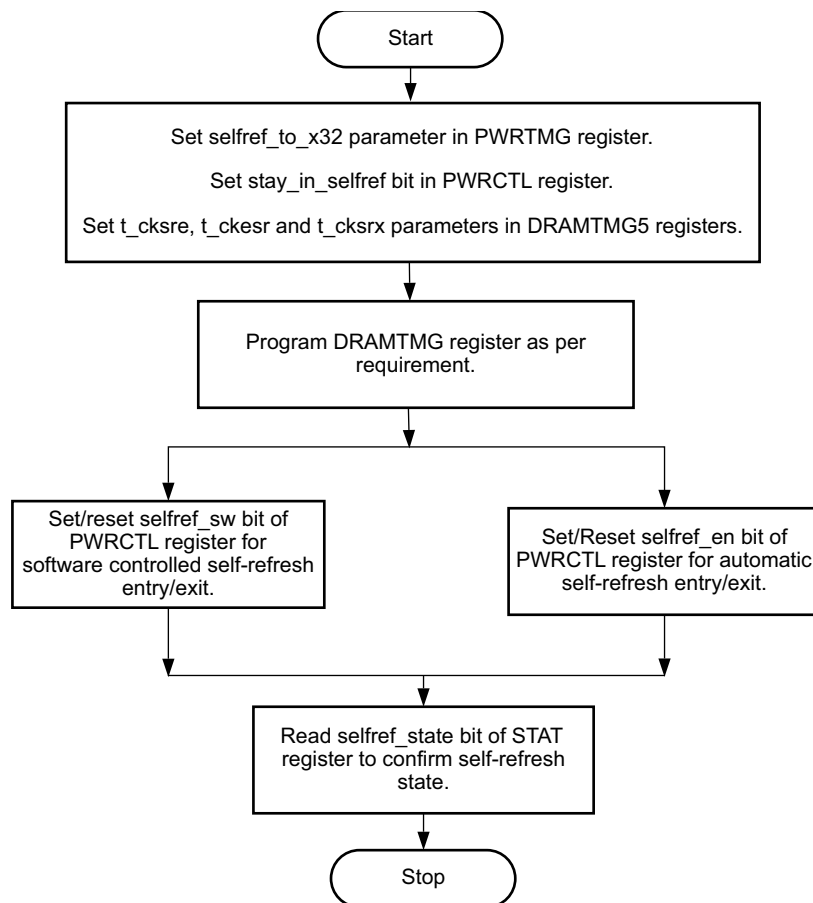 Start
Set selfref_to_x32 parameter in PWRTMG register.
Set stay_in_selfref bit in PWRCTL register.
Set t_cksre, t_ckesr and t_cksrx parameters in DRAMTMG5 registers.
Program DRAMTMG register as per
requirement.
Set/reset selfref_sw bit of
PWRCTL register for
software controlled self-refresh
entry/exit.
Set/Reset selfref_en bit of
PWRCTL register for automatic
self-refresh entry/exit.
Read selfref_state bit of STAT
register to confirm self-refresh
state.
Stop